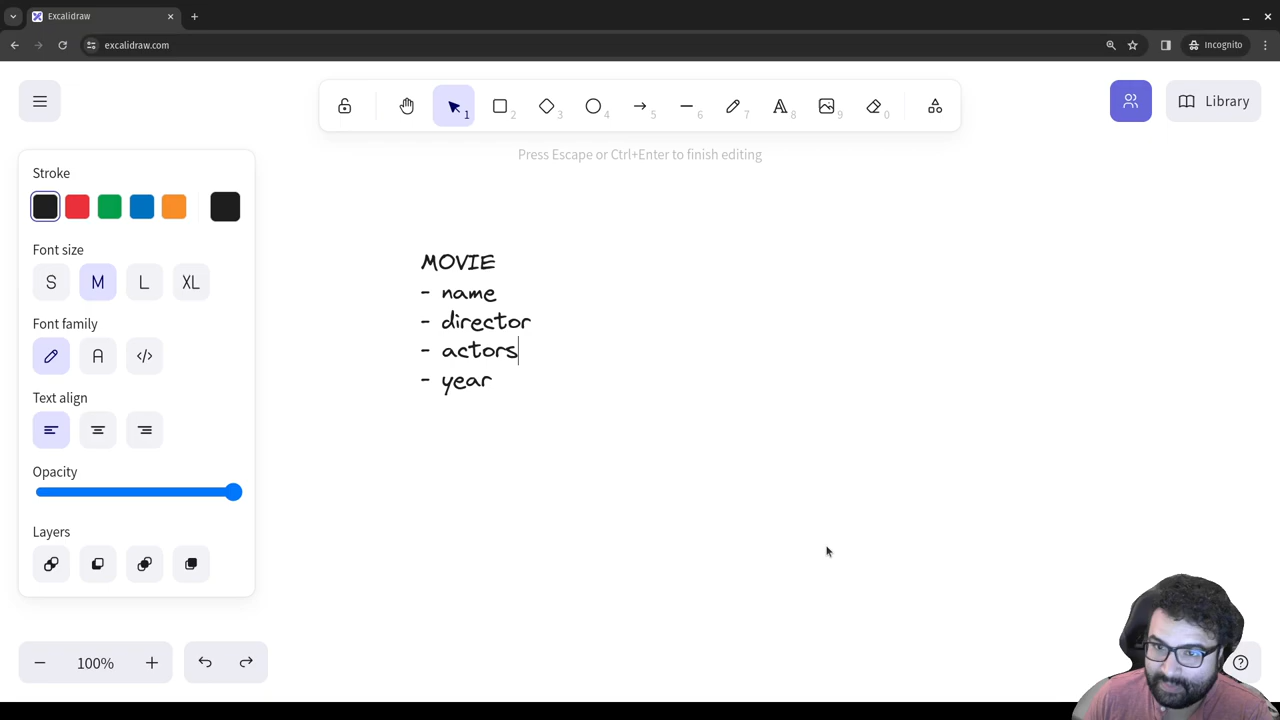 Excalidraw
excalidraw.com
Incognito
1
2
3
4
5
6
7
8
9
0
Library
Press Escape or Ctrl+Enter to finish editing
Stroke
Font size
S M L XL
Font family
A </>
Text align
Opacity
Layers
MOVIE
- name
- director
- actors
- year
100%